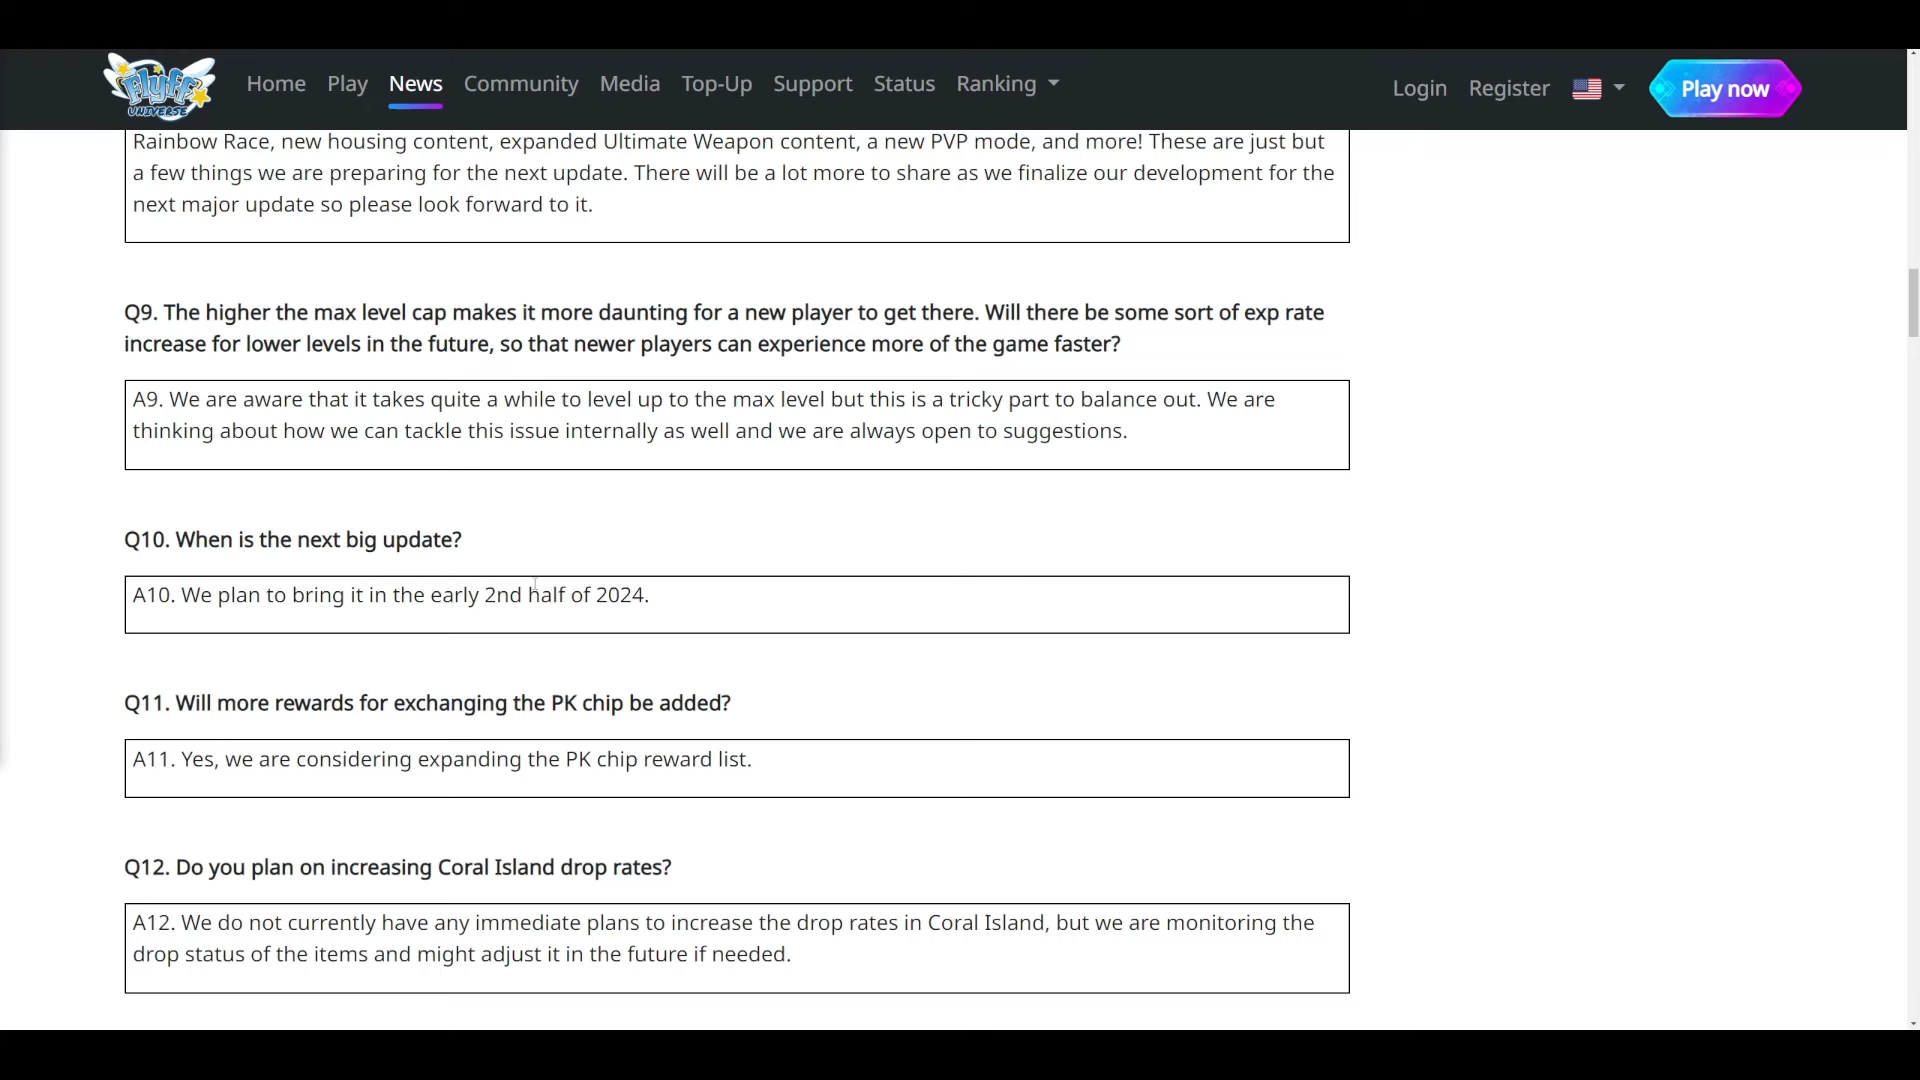 Flyff
UNIVERSE
Home Play News Community Media Top-Up Support Status Ranking
Login Register Play now
Rainbow Race, new housing content, expanded Ultimate Weapon content, a new PVP mode, and more! These are just but
a few things we are preparing for the next update. There will be a lot more to share as we finalize our development for the
next major update so please look forward to it.
Q9. The higher the max level cap makes it more daunting for a new player to get there. Will there be some sort of exp rate
increase for lower levels in the future, so that newer players can experience more of the game faster?
A9. We are aware that it takes quite a while to level up to the max level but this is a tricky part to balance out. We are
thinking about how we can tackle this issue internally as well and we are always open to suggestions.
Q10. When is the next big update?
A10. We plan to bring it in the early 2nd half of 2024.
Q11. Will more rewards for exchanging the PK chip be added?
A11. Yes, we are considering expanding the PK chip reward list.
Q12. Do you plan on increasing Coral Island drop rates?
A12. We do not currently have any immediate plans to increase the drop rates in Coral Island, but we are monitoring the
drop status of the items and might adjust it in the future if needed.